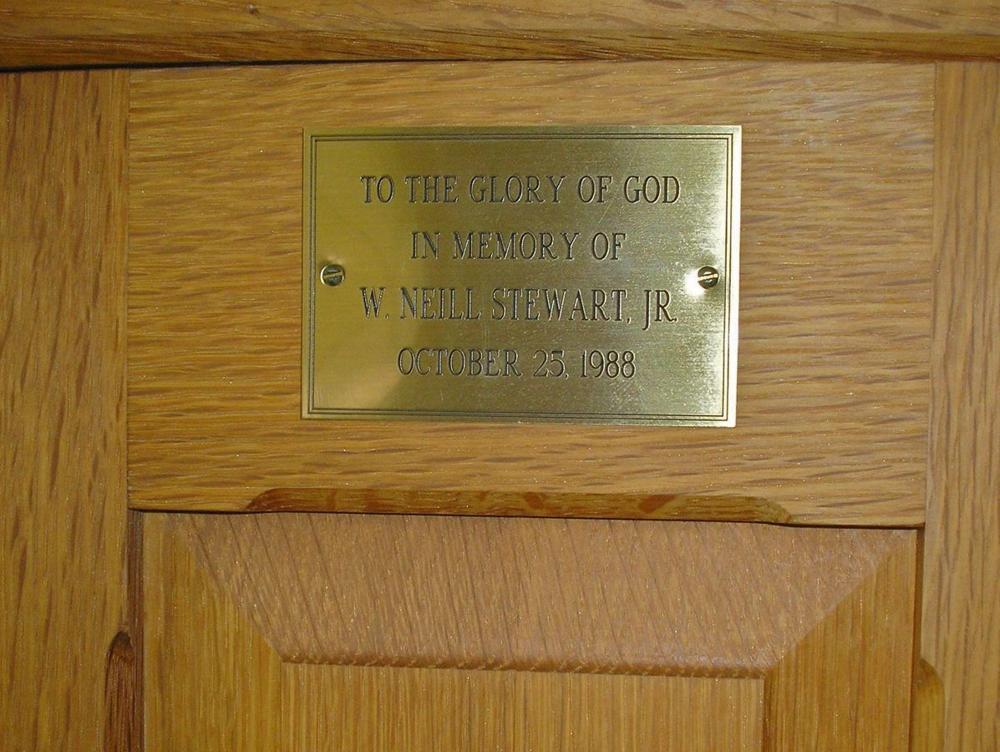 TO THE GLORY OF GOD
IN MEMORY OF
W. NEILL STEWART, JR.
OCTOBER 25, 1988